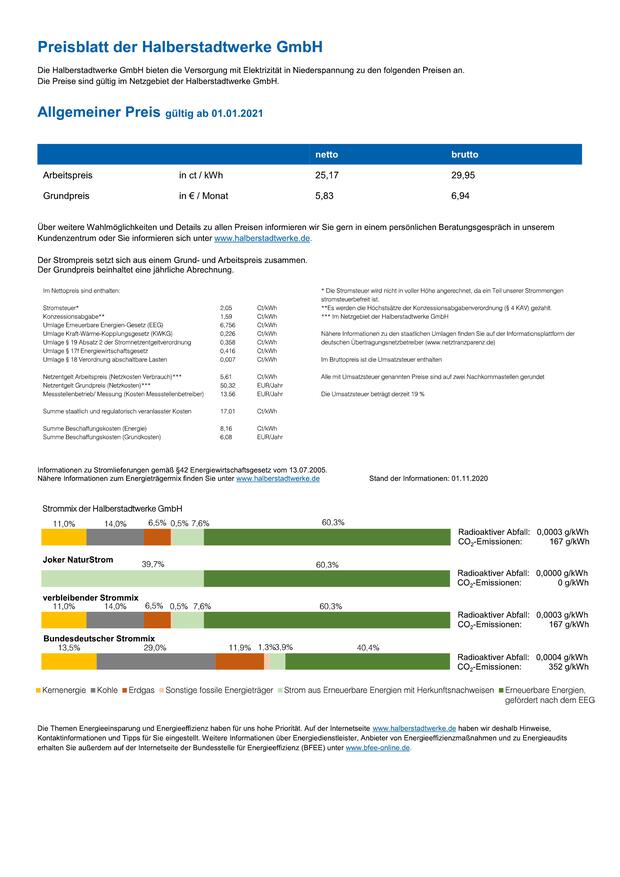 Preisblatt der Halberstadtwerke GmbH
Die Halberstadtwerke GmbH bieten die Versorgung mit Elektrizität in Niederspannung zu den folgenden Preisen an.
Die Preise sind gültig im Netzgebiet der Halberstadtwerke GmbH.
Allgemeiner Preis gültig ab 01.01.2021
netto brutto
Arbeitspreis in ct / kWh 25,17 29,95
Grundpreis in € / Monat 5,83 6,94
Über weitere Wahlmöglichkeiten und Details zu allen Preisen informieren wir Sie gern in einem persönlichen Beratungsgespräch in unserem
Kundenzentrum oder Sie informieren sich unter www.halberstadtwerke.de.
Der Strompreis setzt sich aus einem Grund- und Arbeitspreis zusammen.
Der Grundpreis beinhaltet eine jährliche Abrechnung.
Im Nettopreis sind enthalten:
Stromsteuer* 2,05 Ct/kWh
Konzessionsabgabe** 1,59 Ct/kWh
Umlage Erneuerbare Energien-Gesetz (EEG) 6,756 Ct/kWh
Umlage Kraft-Wärme-Kopplungsgesetz (KWKG) 0,226 Ct/kWh
Umlage § 19 Absatz 2 der Stromnetzentgeltverordnung 0,358 Ct/kWh
Umlage § 17f Energiewirtschaftsgesetz 0,416 Ct/kWh
Umlage § 18 Verordnung abschaltbare Lasten 0,007 Ct/kWh
Netzentgelt Arbeitspreis (Netzkosten Verbrauch)*** 5,61 Ct/kWh
Netzentgelt Grundpreis (Netzkosten)*** 50,32 EUR/Jahr
Messstellenbetrieb/ Messung (Kosten Messstellenbetreiber) 13,56 EUR/Jahr
Summe staatlich und regulatorisch veranlasster Kosten 17,01 Ct/kWh
Summe Beschaffungskosten (Energie) 8,16 Ct/kWh
Summe Beschaffungskosten (Grundkosten) 6,08 EUR/Jahr
* Die Stromsteuer wird nicht in voller Höhe angerechnet, da ein Teil unserer Strommengen
stromsteuerbefreit ist.
**Es werden die Höchstsätze der Konzessionsabgabenverordnung (§ 4 KAV) gezahlt.
*** Im Netzgebiet der Halberstadtwerke GmbH
Nähere Informationen zu den staatlichen Umlagen finden Sie auf der Informationsplattform der
deutschen Übertragungsnetzbetreiber (www.netztranparenz.de)
Im Bruttopreis ist die Umsatzsteuer enthalten
Alle mit Umsatzsteuer genannten Preise sind auf zwei Nachkommastellen gerundet
Die Umsatzsteuer beträgt derzeit 19 %
Informationen zu Stromlieferungen gemäß §42 Energiewirtschaftsgesetz vom 13.07.2005.
Nähere Informationen zum Energieträgermix finden Sie unter www.halberstadtwerke.de Stand der Informationen: 01.11.2020
Strommix der Halberstadtwerke GmbH
11,0% 14,0% 6,5% 0,5% 7,6% 60,3%
Radioaktiver Abfall: 0,0003 g/kWh
CO2-Emissionen: 167 g/kWh
Joker NaturStrom
39,7% 60,3%
Radioaktiver Abfall: 0,0000 g/kWh
CO2-Emissionen: 0 g/kWh
verbleibender Strommix
11,0% 14,0% 6,5% 0,5% 7,6% 60,3%
Radioaktiver Abfall: 0,0003 g/kWh
CO2-Emissionen: 167 g/kWh
Bundesdeutscher Strommix
13,5% 29,0% 11,9% 1,3%3,9% 40,4%
Radioaktiver Abfall: 0,0004 g/kWh
CO2-Emissionen: 352 g/kWh
Kernenergie Kohle Erdgas Sonstige fossile Energieträger Strom aus Erneuerbare Energien mit Herkunftsnachweisen Erneuerbare Energien,
gefördert nach dem EEG
Die Themen Energieeinsparung und Energieeffizienz haben für uns hohe Priorität. Auf der Internetseite www.halberstadtwerke.de haben wir deshalb Hinweise,
Kontaktinformationen und Tipps für Sie eingestellt. Weitere Informationen über Energiedienstleister, Anbieter von Energieeffizienzmaßnahmen und zu Energieaudits
erhalten Sie außerdem auf der Internetseite der Bundesstelle für Energieeffizienz (BFEE) unter www.bfee-online.de.